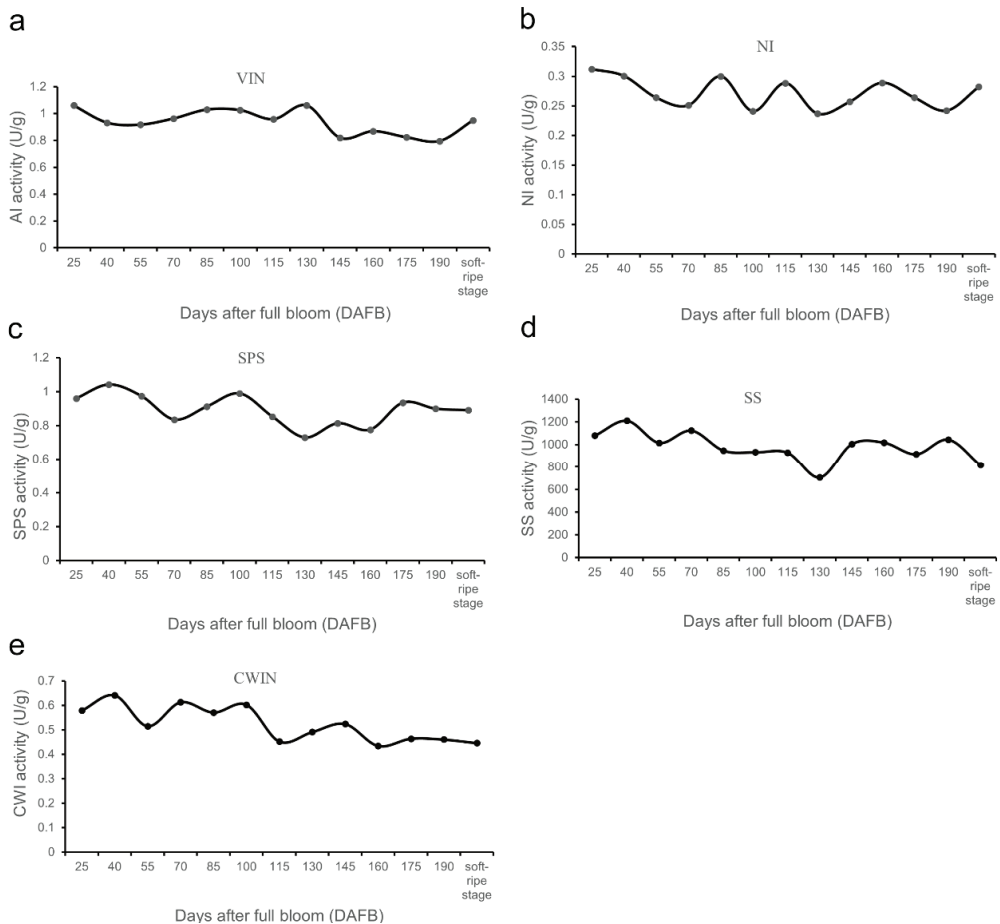 a
VIN
AI activity (U/g)
1.2
1
0.8
0.6
0.4
0.2
0
25 40 55 70 85 100 115 130 145 160 175 190 soft-
ripe
stage
Days after full bloom (DAFB)
b
NI
NI activity (U/g)
0.35
0.3
0.25
0.2
0.15
0.1
0.05
0
25 40 55 70 85 100 115 130 145 160 175 190 soft-
ripe
stage
Days after full bloom (DAFB)
c
SPS
SPS activity (U/g)
1.2
1
0.8
0.6
0.4
0.2
0
25 40 55 70 85 100 115 130 145 160 175 190 soft-
ripe
stage
Days after full bloom (DAFB)
d
SS
SS activity (U/g)
1400
1200
1000
800
600
400
200
0
25 40 55 70 85 100 115 130 145 160 175 190 soft-
ripe
stage
Days after full bloom (DAFB)
e
CWIN
CWI activity (U/g)
0.7
0.6
0.5
0.4
0.3
0.2
0.1
0
25 40 55 70 85 100 115 130 145 160 175 190 soft-
ripe
stage
Days after full bloom (DAFB)